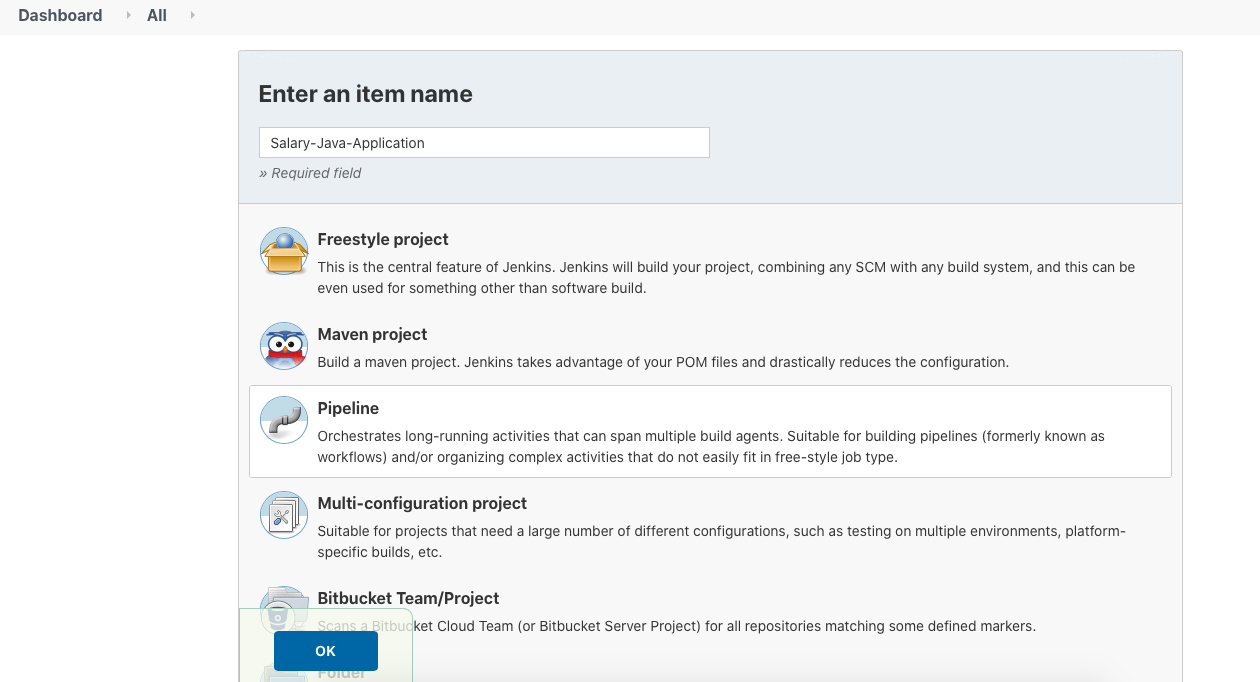 Dashboard All
Enter an item name
Salary-Java-Application
» Required field
Freestyle project
This is the central feature of Jenkins. Jenkins will build your project, combining any SCM with any build system, and this can be
even used for something other than software build.
Maven project
Build a maven project. Jenkins takes advantage of your POM files and drastically reduces the configuration.
Pipeline
Orchestrates long-running activities that can span multiple build agents. Suitable for building pipelines (formerly known as
workflows) and/or organizing complex activities that do not easily fit in free-style job type.
Multi-configuration project
Suitable for projects that need a large number of different configurations, such as testing on multiple environments, platform-
specific builds, etc.
Bitbucket Team/Project
Scans a Bitbucket Cloud Team (or Bitbucket Server Project) for all repositories matching some defined markers.
OK
Folder